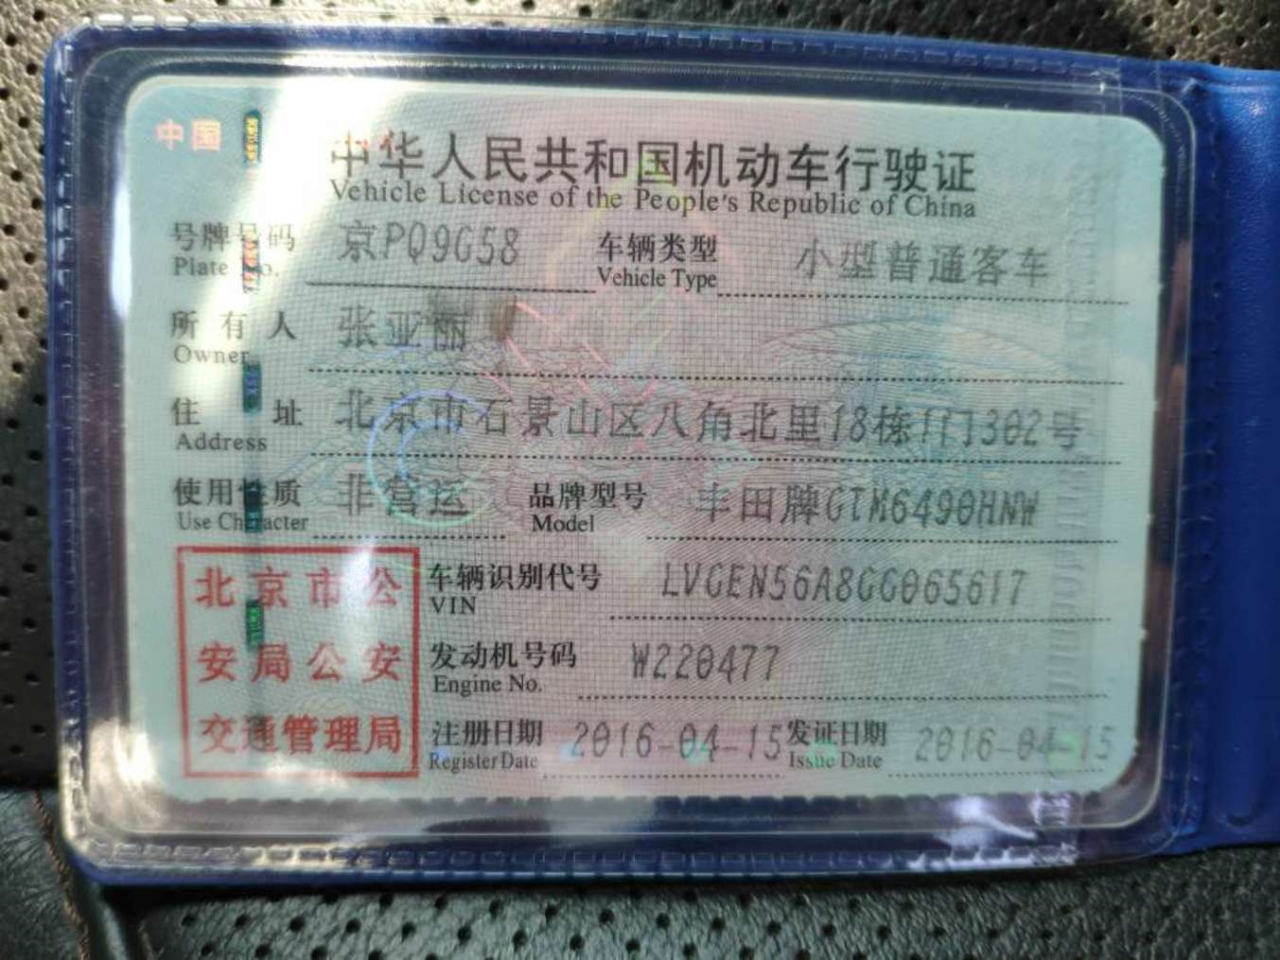 中国
中华人民共和国机动车行驶证
Vehicle License of the People's Republic of China
号牌号码 京PQ9G58 车辆类型 小型普通客车
Plate No. Vehicle Type
所有人 张亚丽
Owner
住址 北京市石景山区八角北里18栋1门302号
Address
使用性质 非营运 品牌型号 丰田牌GTM6490HNW
Use Character Model
北京市公安局公安交通管理局
车辆识别代号 LVGEN56A8GG065617
VIN
发动机号码 W220477
Engine No.
注册日期 2016-04-15 发证日期 2016-04-15
Register Date Issue Date